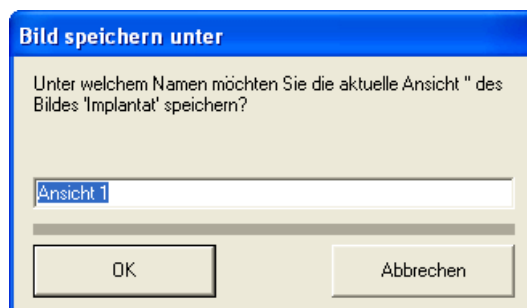 Bild speichern unter
Unter welchem Namen möchten Sie die aktuelle Ansicht '' des
Bildes 'Implantat' speichern?
Ansicht 1
OK
Abbrechen